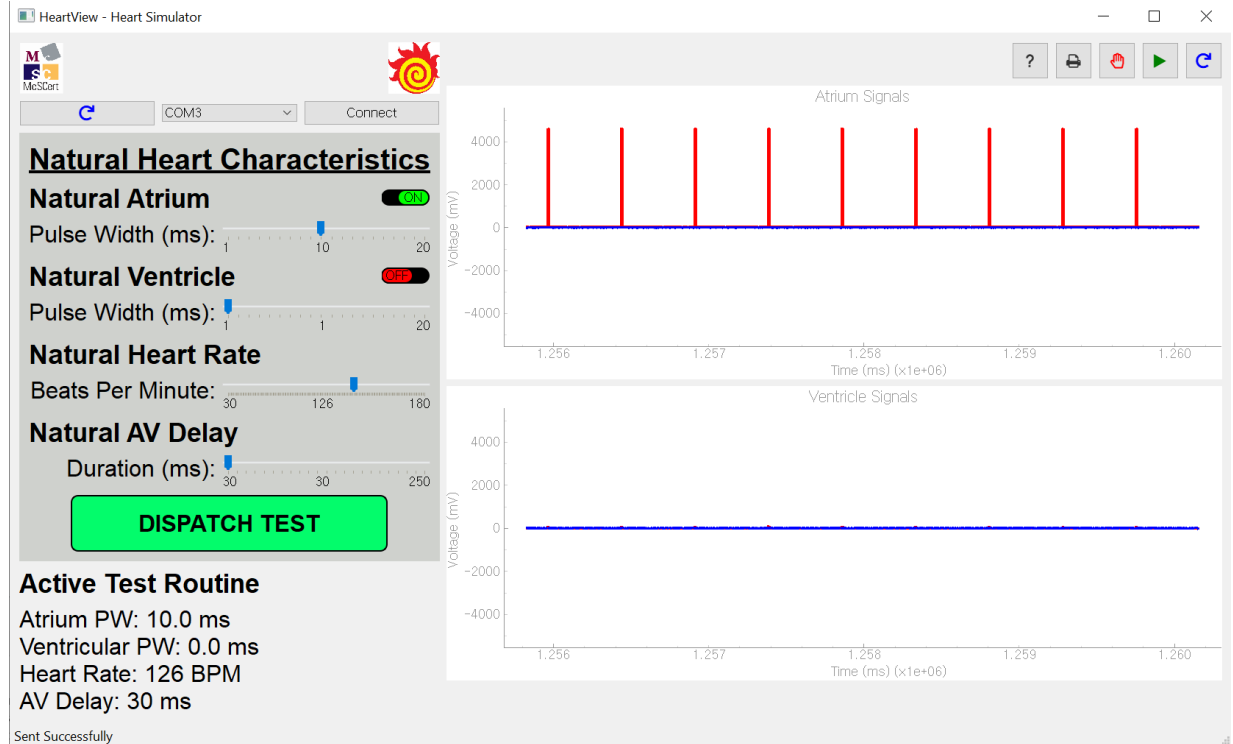 HeartView - Heart Simulator
M
SC
McSCert
COM3
Connect
Natural Heart Characteristics
Natural Atrium ON
Pulse Width (ms):
1 10 20
Natural Ventricle OFF
Pulse Width (ms):
1 1 20
Natural Heart Rate
Beats Per Minute:
30 126 180
Natural AV Delay
Duration (ms):
30 30 250
DISPATCH TEST
Active Test Routine
Atrium PW: 10.0 ms
Ventricular PW: 0.0 ms
Heart Rate: 126 BPM
AV Delay: 30 ms
Sent Successfully
?
Atrium Signals
Voltage (mV)
4000
2000
0
−2000
−4000
1.256 1.257 1.258 1.259 1.260
Time (ms) (×1e+06)
Ventricle Signals
Voltage (mV)
4000
2000
0
−2000
−4000
1.256 1.257 1.258 1.259 1.260
Time (ms) (×1e+06)